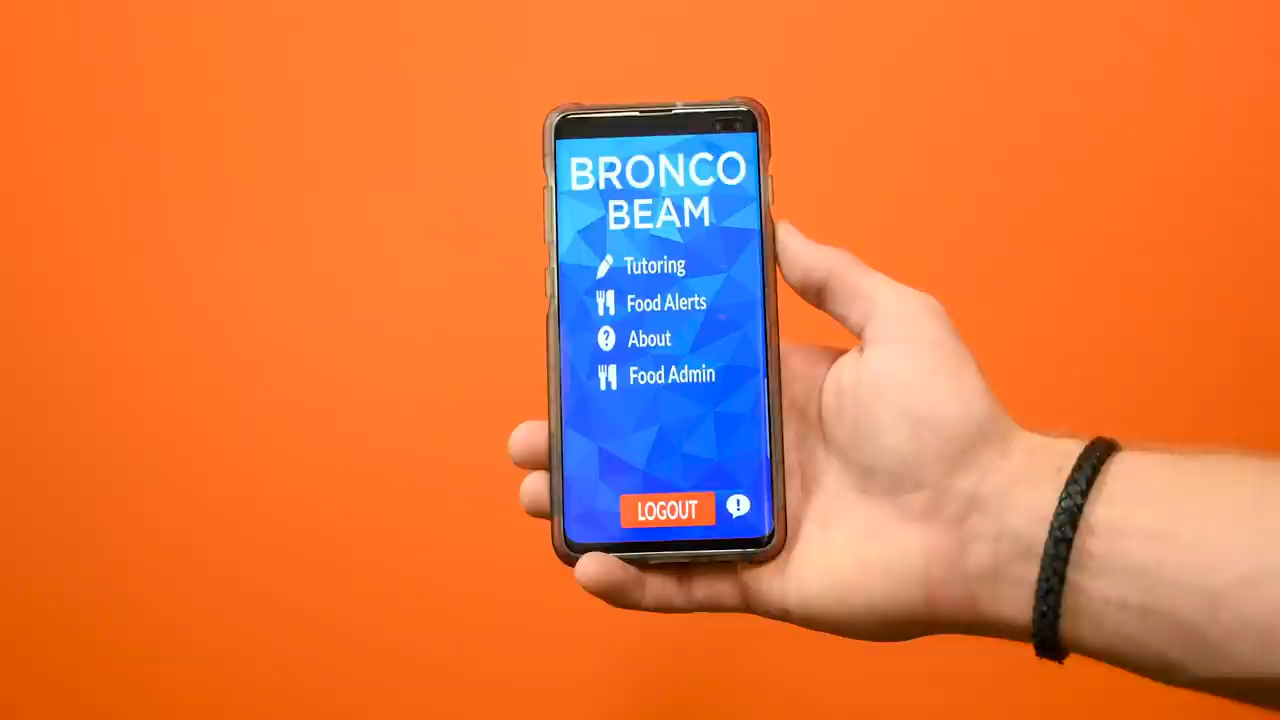 BRONCO
BEAM
Tutoring
Food Alerts
About
Food Admin
LOGOUT